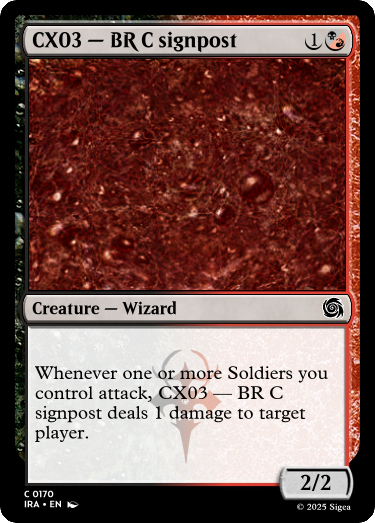 CX03 — BR C signpost 1
Creature — Wizard
Whenever one or more Soldiers you
control attack, CX03 — BR C
signpost deals 1 damage to target
player.
2/2
C 0170
IRA • EN
© 2025 Sigea